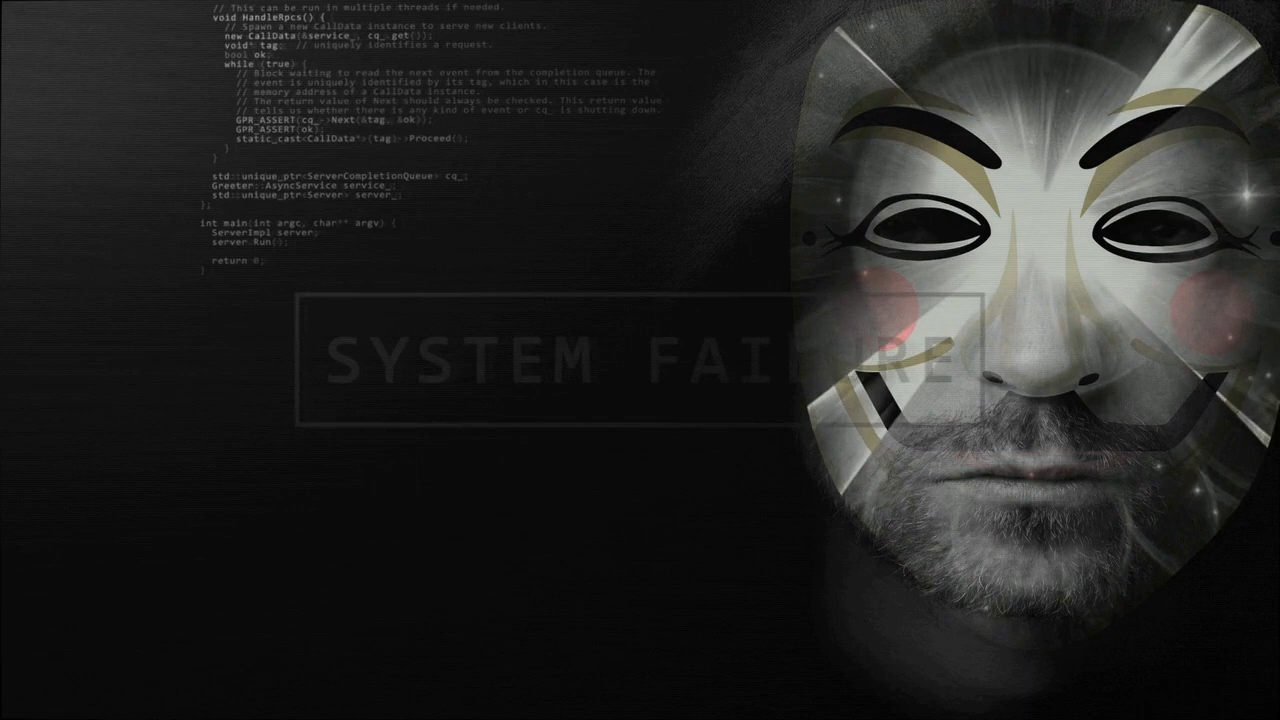 // This can be run in multiple threads if needed.
void HandleRpcs() {
// Spawn a new CallData instance to serve new clients.
new CallData(&service_, cq_.get());
void* tag;  // uniquely identifies a request.
bool ok;
while (true) {
// Block waiting to read the next event from the completion queue. The
// event is uniquely identified by its tag, which in this case is the
// memory address of a CallData instance.
// The return value of Next should always be checked. This return value
// tells us whether there is any kind of event or cq_ is shutting down.
GPR_ASSERT(cq_->Next(&tag, &ok));
GPR_ASSERT(ok);
static_cast<CallData*>(tag)->Proceed();
}
}
std::unique_ptr<ServerCompletionQueue> cq_;
Greeter::AsyncService service_;
std::unique_ptr<Server> server_;
};
int main(int argc, char** argv) {
ServerImpl server;
server.Run();
return 0;
}
SYSTEM FAILURE